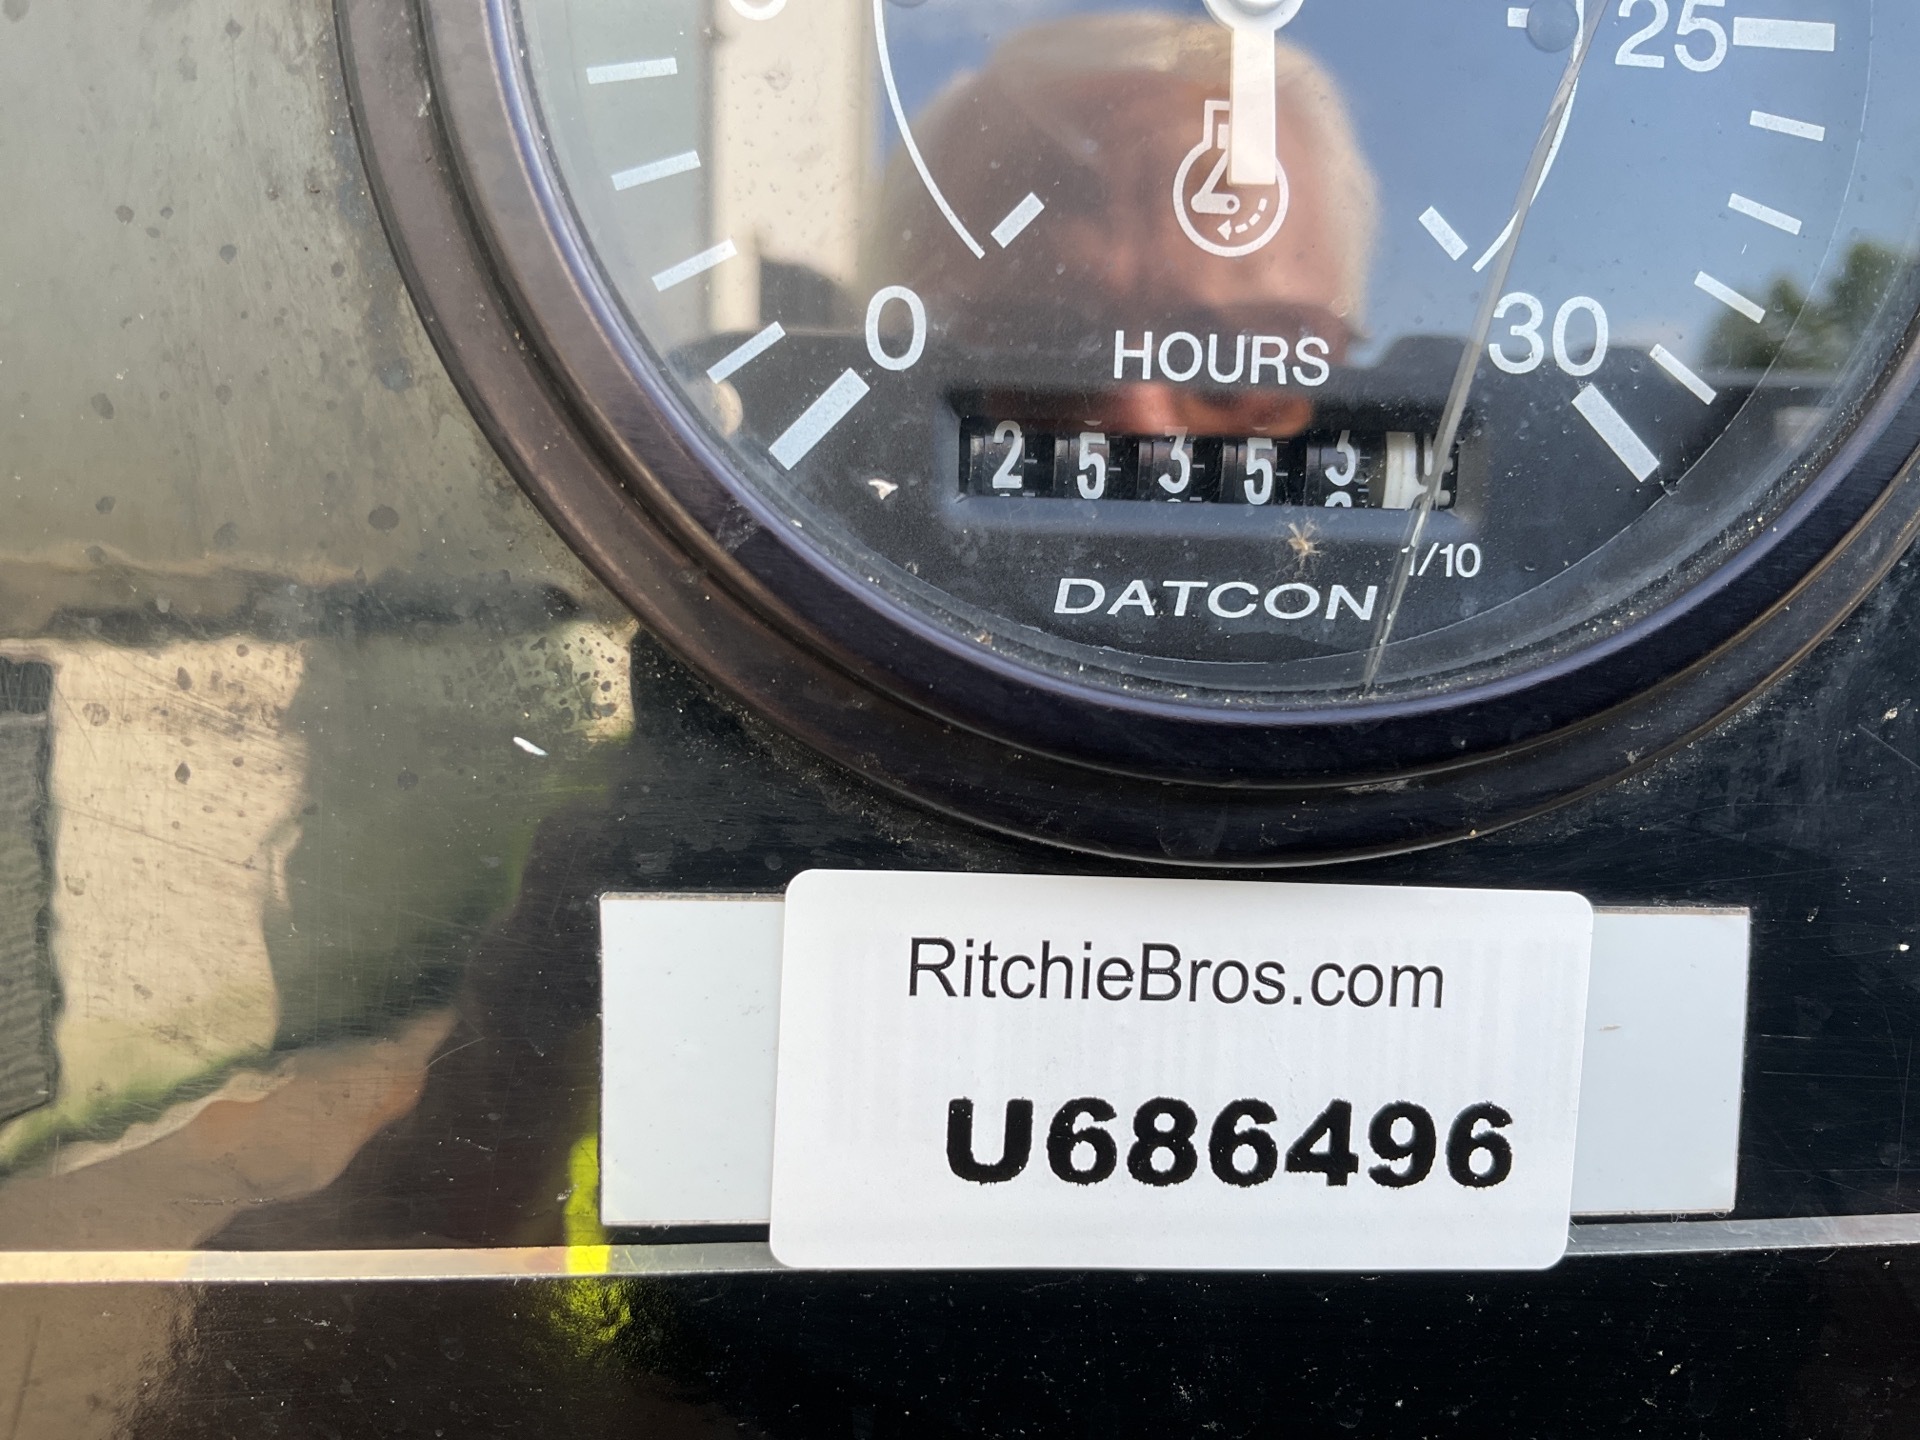 25
0
30
HOURS
2 5 3 5 3
1/10
DATCON
RitchieBros.com
U686496